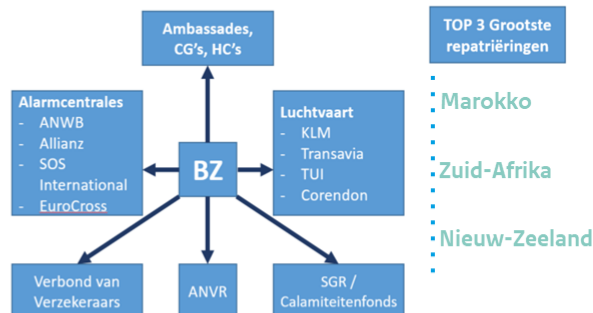 Ambassades,
CG's, HC's
Alarmcentrales
- ANWB
- Allianz
- SOS
International
- EuroCross
BZ
Luchtvaart
- KLM
- Transavia
- TUI
- Corendon
Verbond van
Verzekeraars
ANVR
SGR /
Calamiteitenfonds
TOP 3 Grootste
repatriëringen
Marokko
Zuid-Afrika
Nieuw-Zeeland